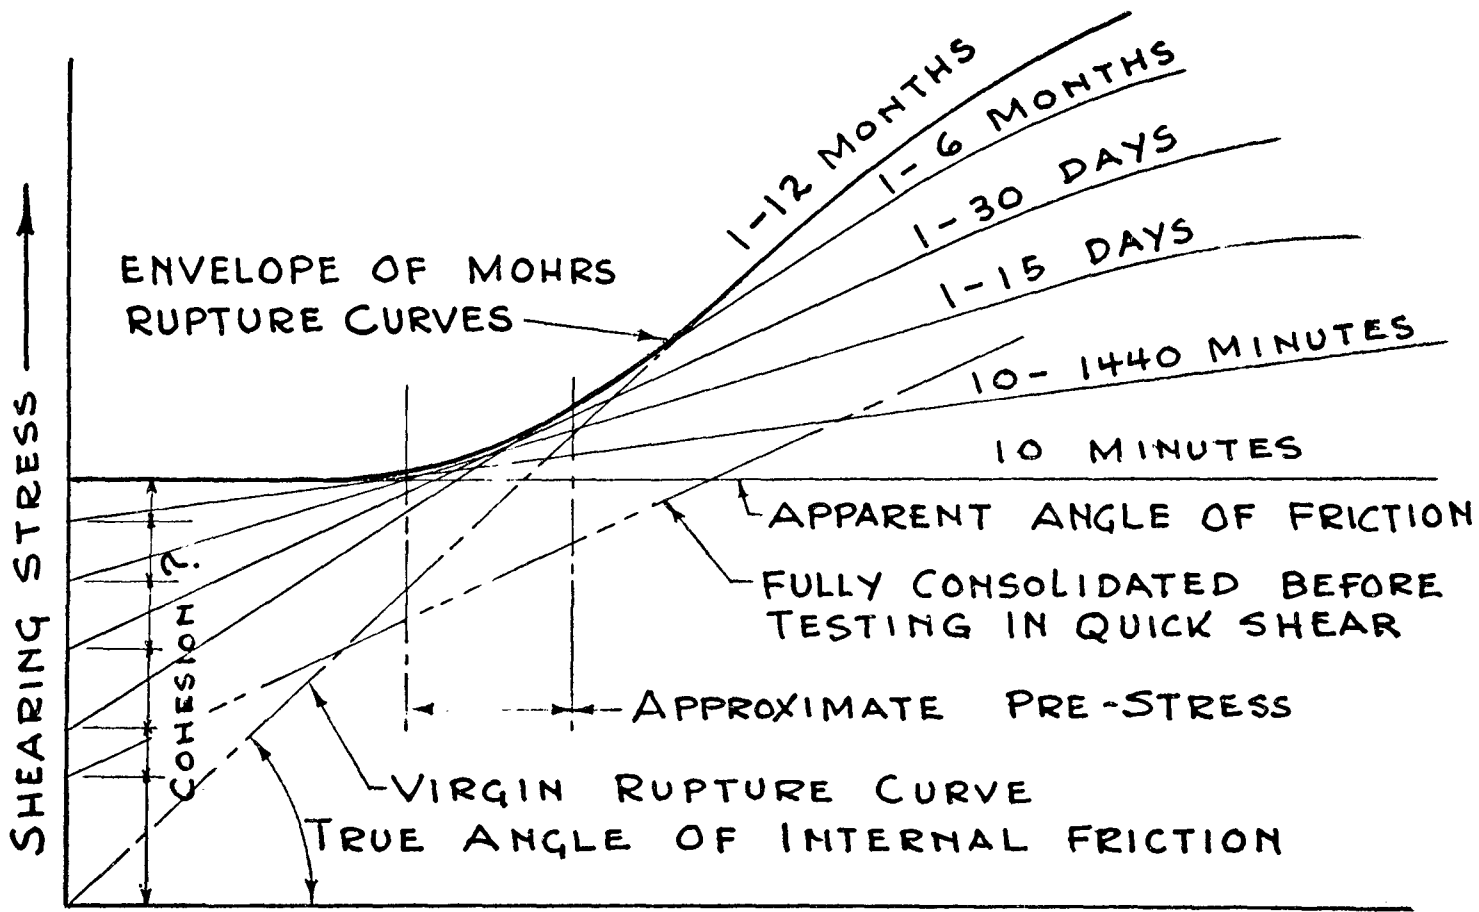 1-12 MONTHS
1-6 MONTHS
1-30 DAYS
1-15 DAYS
10-1440 MINUTES
10 MINUTES
ENVELOPE OF MOHRS
RUPTURE CURVES
SHEARING STRESS
COHESION ?
APPARENT ANGLE OF FRICTION
FULLY CONSOLIDATED BEFORE
TESTING IN QUICK SHEAR
APPROXIMATE PRE-STRESS
VIRGIN RUPTURE CURVE
TRUE ANGLE OF INTERNAL FRICTION